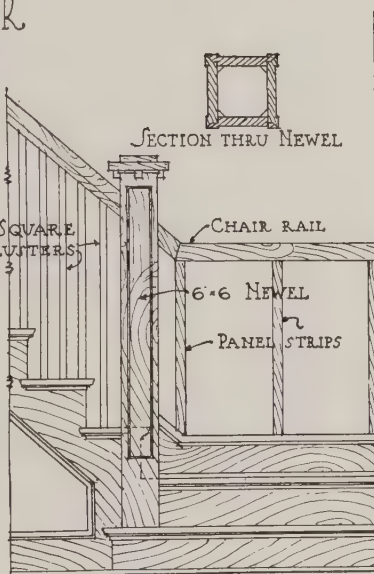 R
SECTION THRU NEWEL
CHAIR RAIL
SQUARE
6"×6 NEWEL
PANEL STRIPS